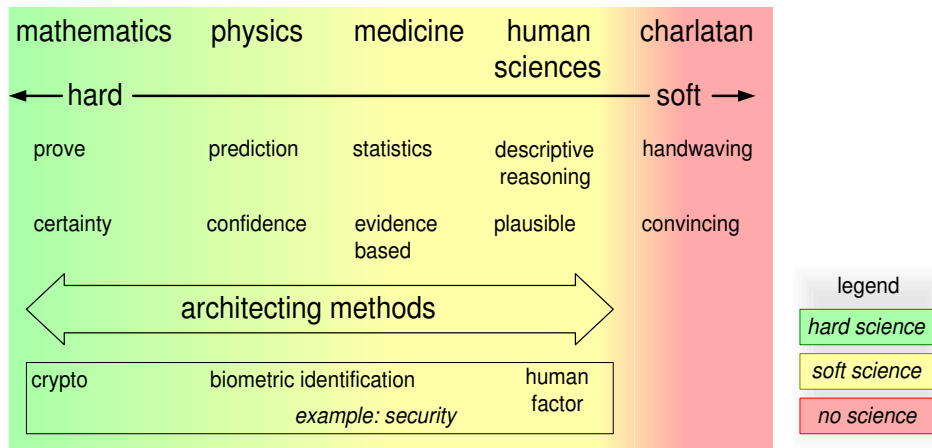 mathematics physics medicine human sciences charlatan
hard soft
prove prediction statistics descriptive reasoning handwaving
certainty confidence evidence based plausible convincing
architecting methods
crypto biometric identification human factor
example: security
legend
hard science
soft science
no science